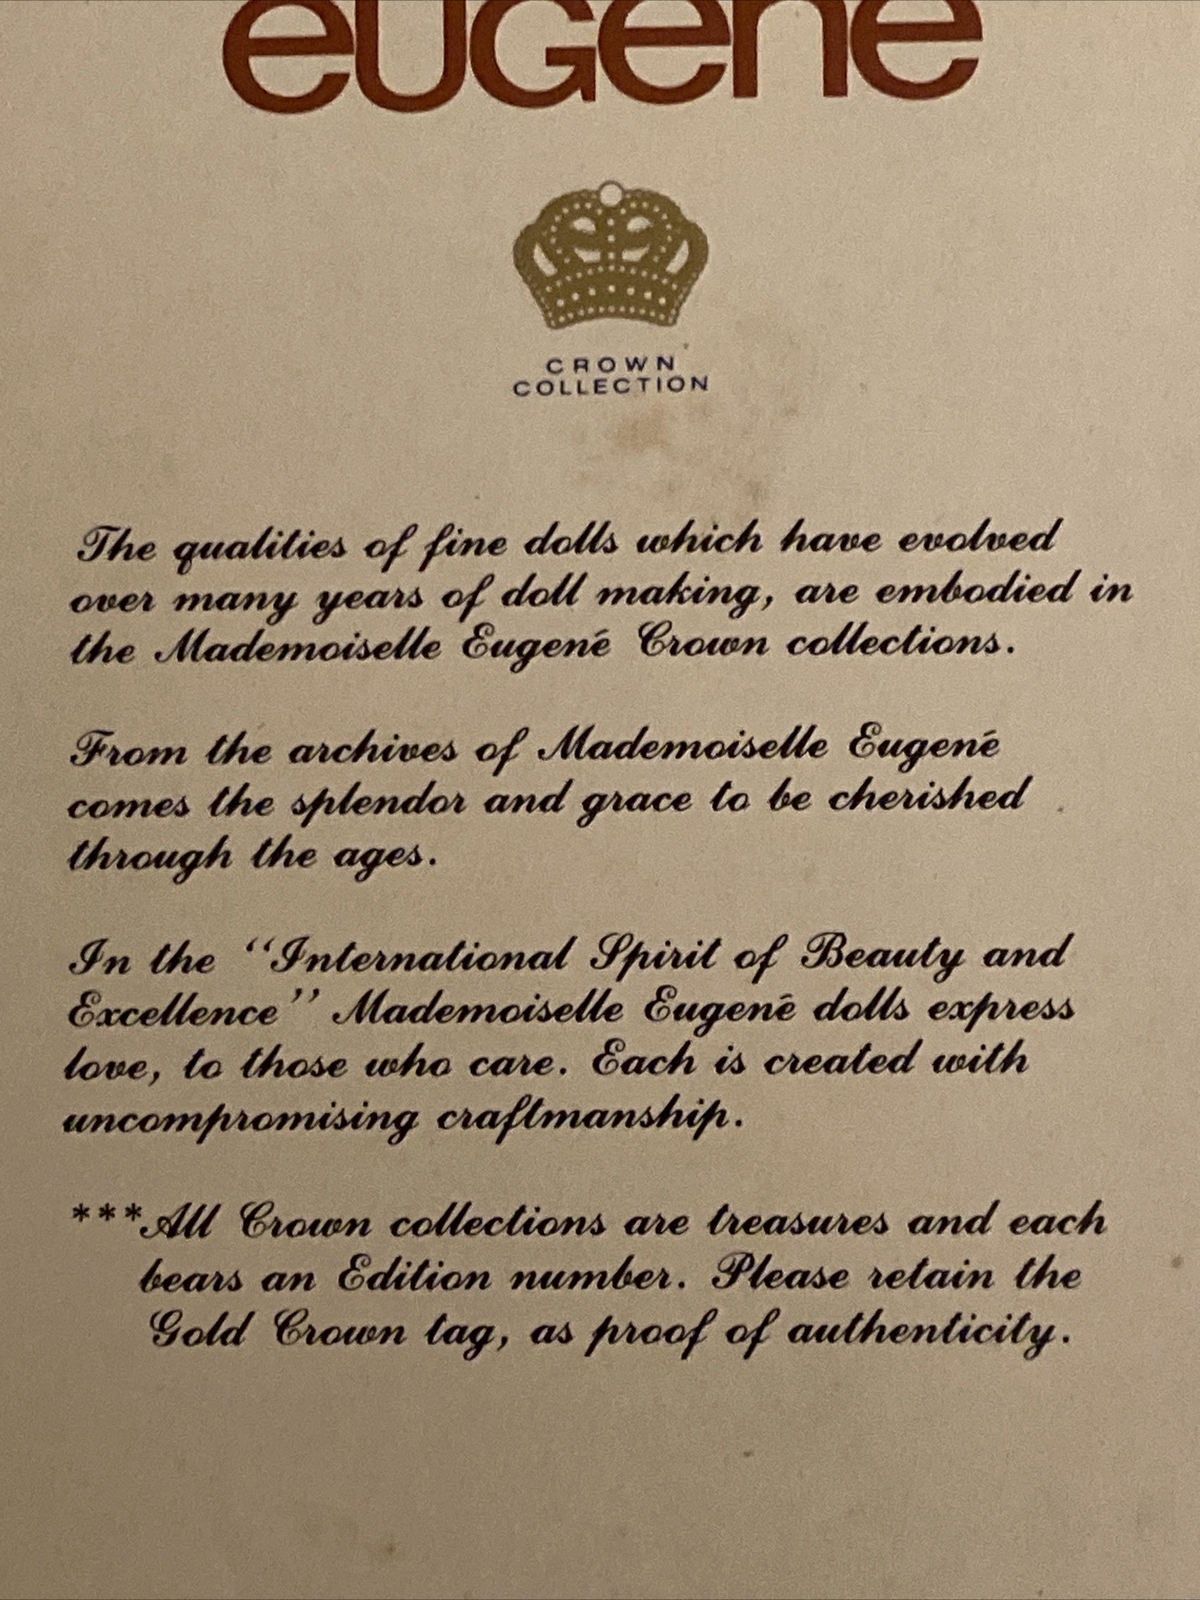 eugene
CROWN
COLLECTION
The qualities of fine dolls which have evolved
over many years of doll making, are embodied in
the Mademoiselle Eugené Crown collections.
From the archives of Mademoiselle Eugené
comes the splendor and grace to be cherished
through the ages.
In the “International Spirit of Beauty and
Excellence” Mademoiselle Eugené dolls express
love, to those who care. Each is created with
uncompromising craftmanship.
***All Crown collections are treasures and each
bears an Edition number. Please retain the
Gold Crown tag, as proof of authenticity.